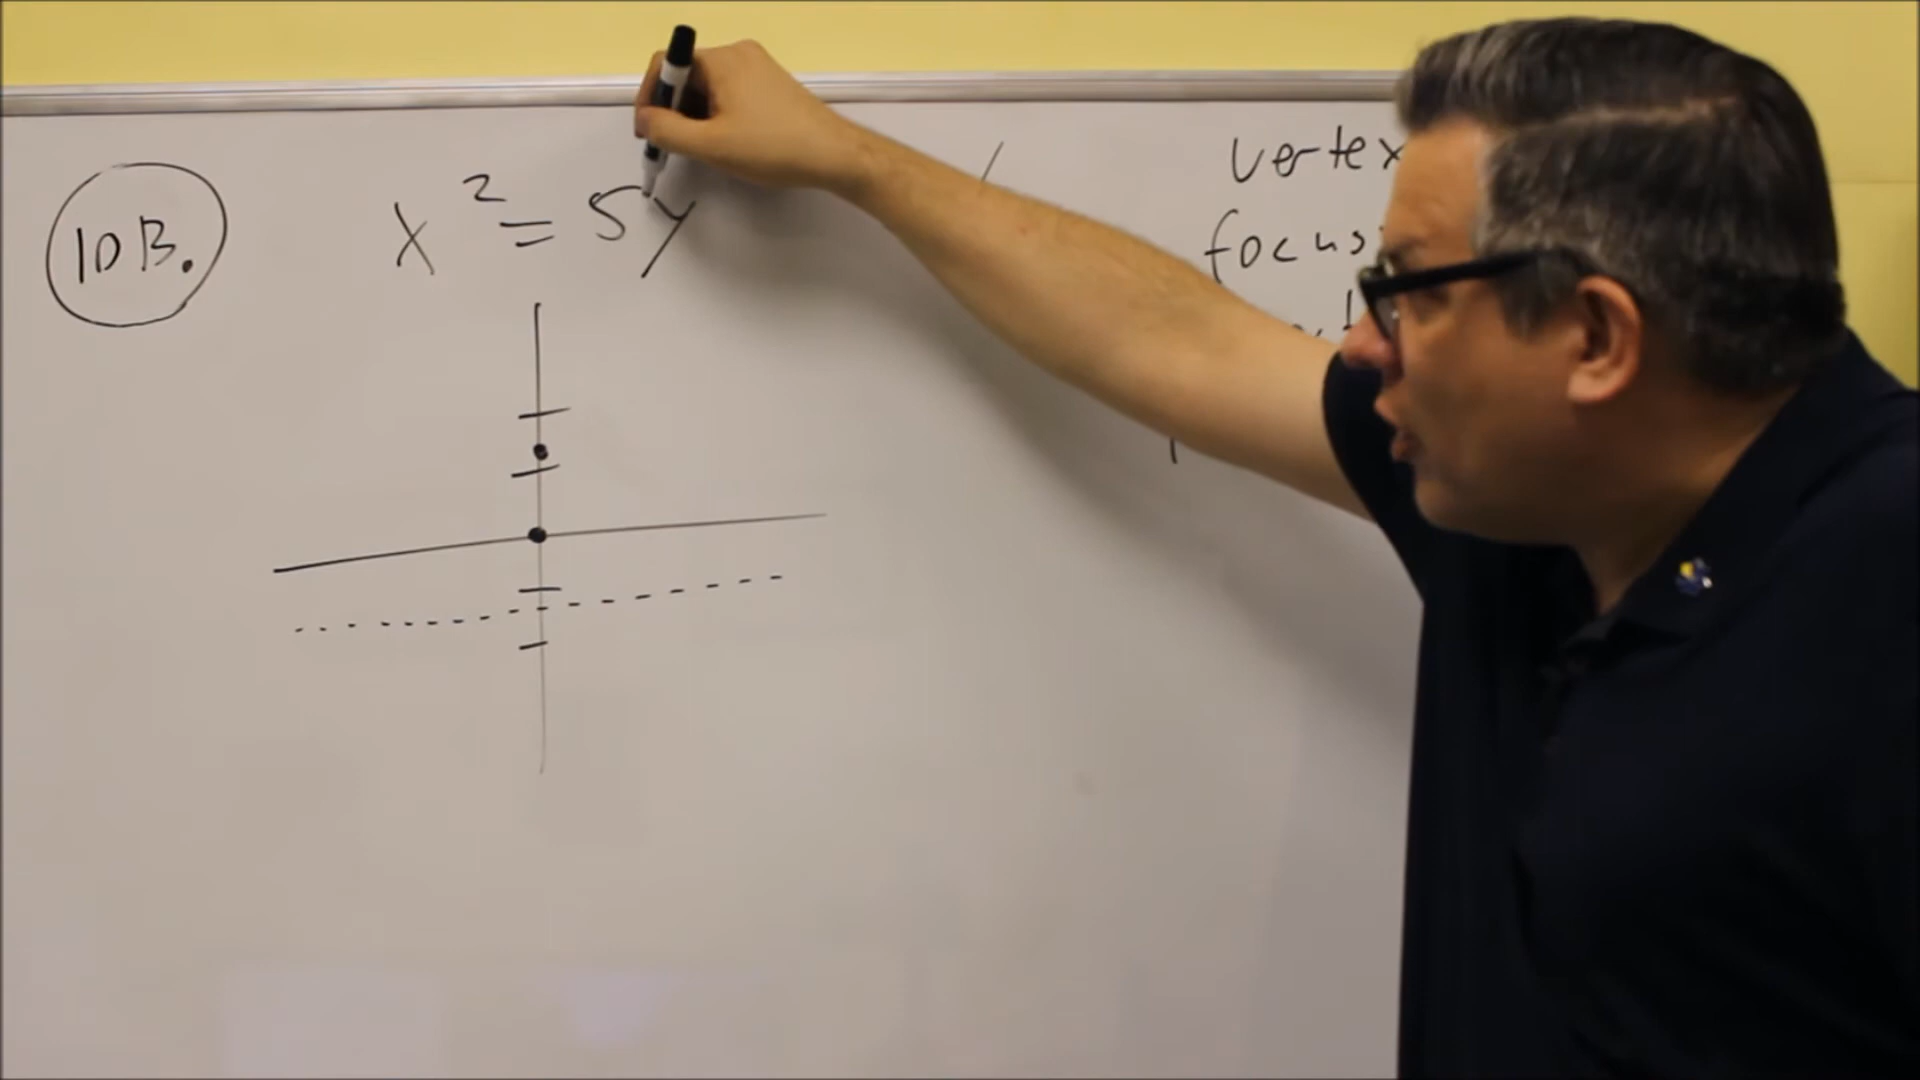 10B.
x² = 5y
vertex
focus: